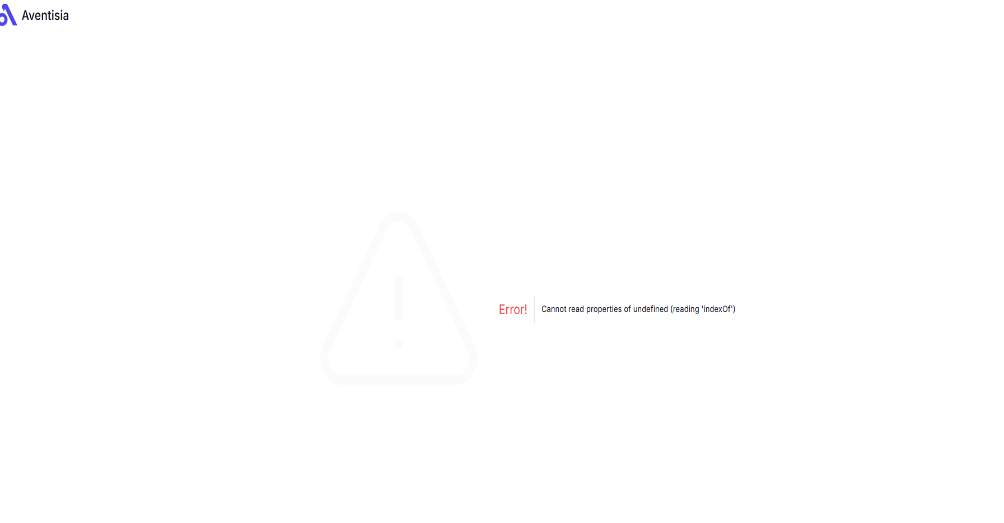 Aventisia
Error!
Cannot read properties of undefined (reading 'indexOf')